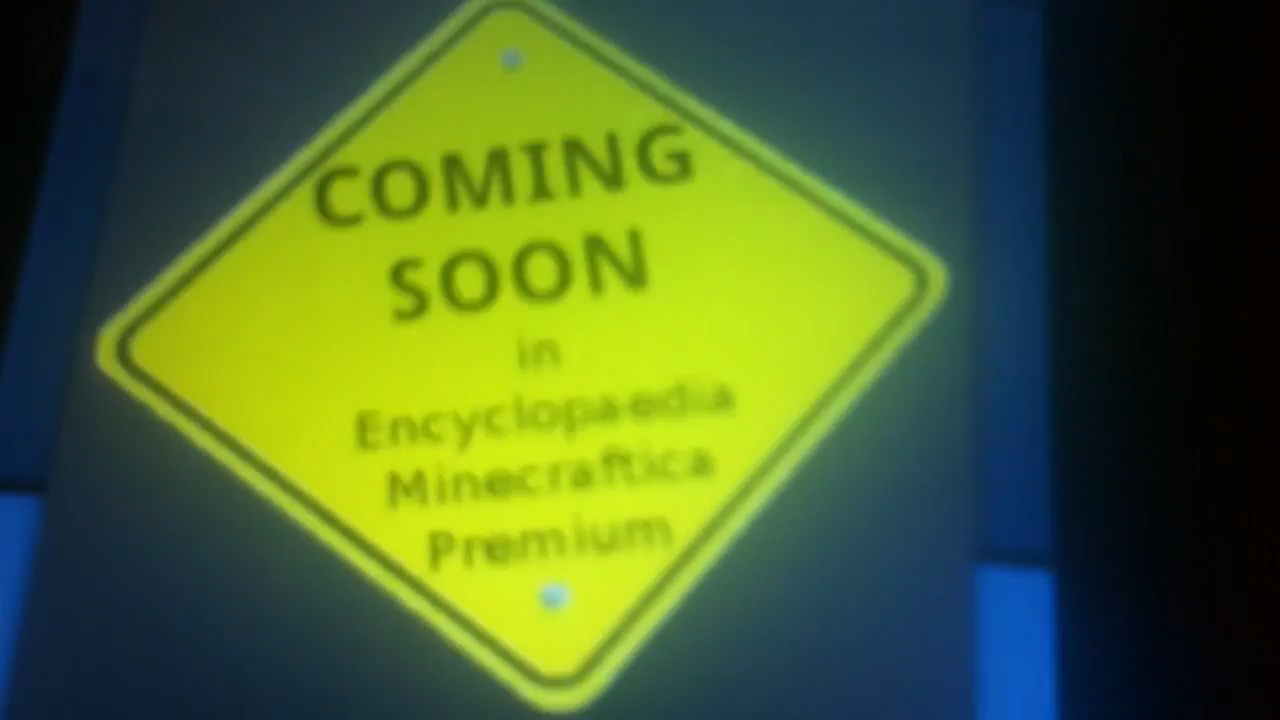 COMING
SOON
in
Encyclopaedia
Minecraftica
Premium